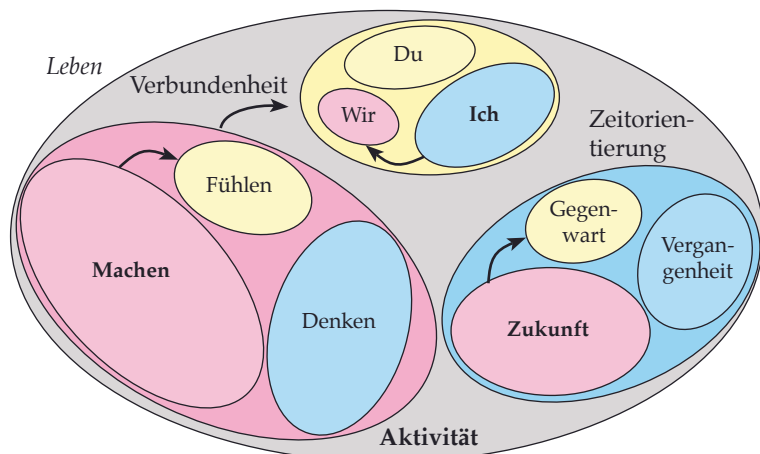 Leben
Verbundenheit
Du
Wir
Ich
Zeitorien-
tierung
Fühlen
Machen
Denken
Gegen-
wart
Vergan-
genheit
Zukunft
Aktivität